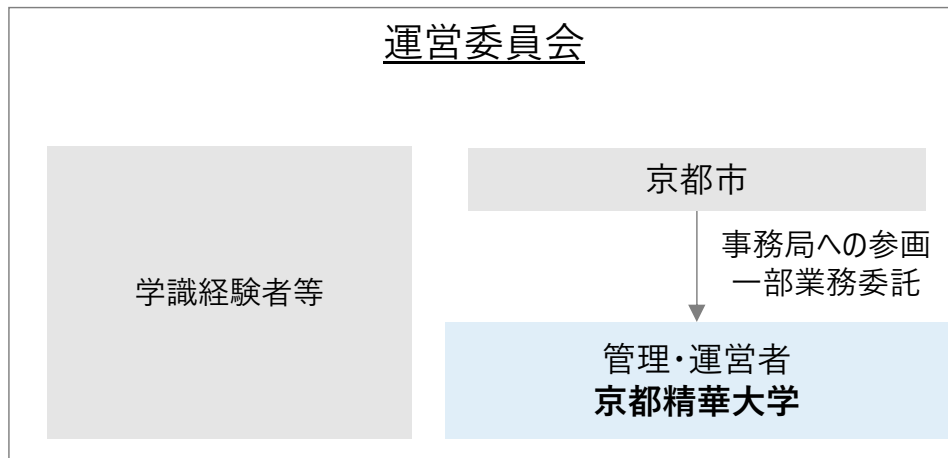 運営委員会
学識経験者等
京都市
事務局への参画
一部業務委託
管理・運営者
京都精華大学